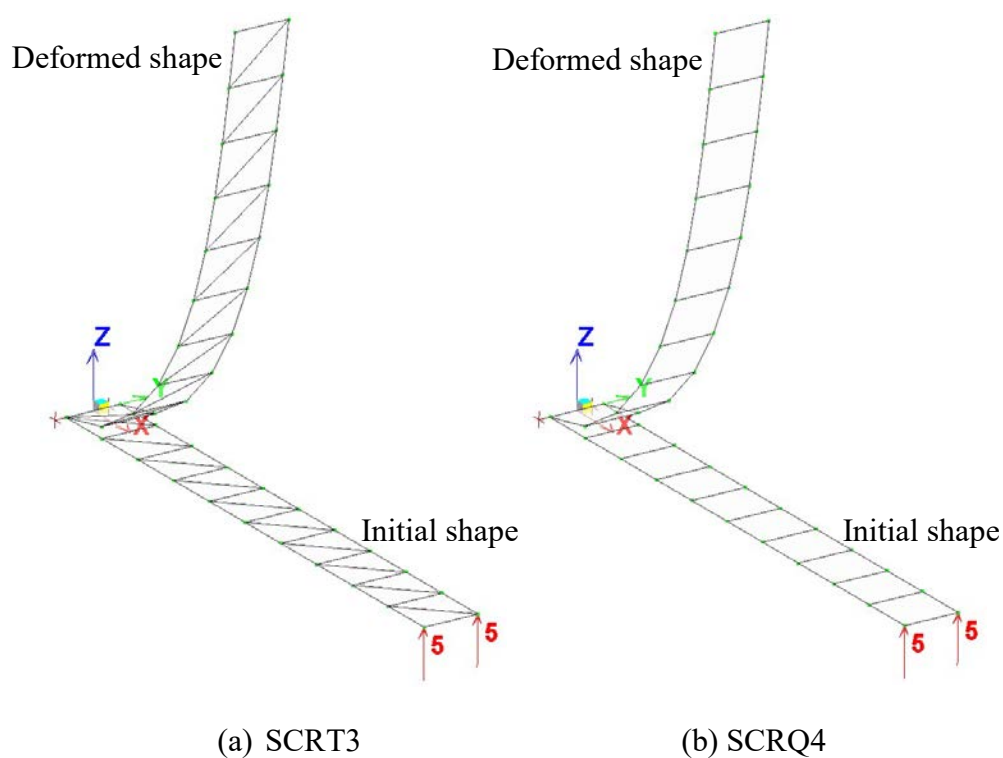 Deformed shape
Deformed shape
Z
Y
X
Z
Y
X
Initial shape
Initial shape
5
5
5
5
(a) SCRT3
(b) SCRQ4